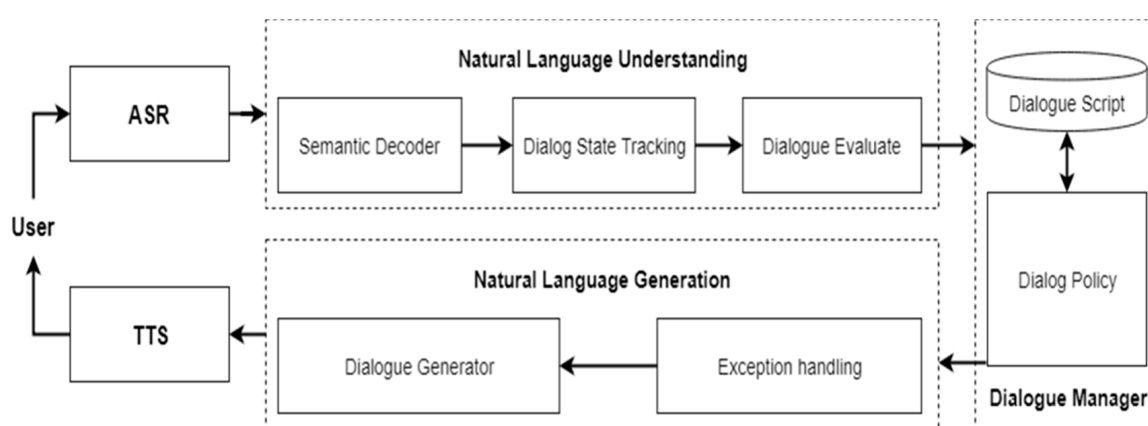 Natural Language Understanding
ASR
Semantic Decoder
Dialog State Tracking
Dialogue Evaluate
Dialogue Script
User
Natural Language Generation
Dialog Policy
TTS
Dialogue Generator
Exception handling
Dialogue Manager